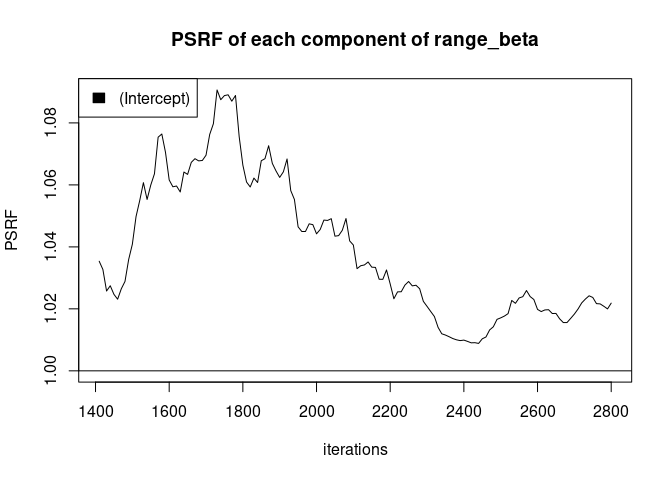 PSRF of each component of range_beta
(Intercept)
PSRF
1.08
1.06
1.04
1.02
1.00
1400 1600 1800 2000 2200 2400 2600 2800
iterations